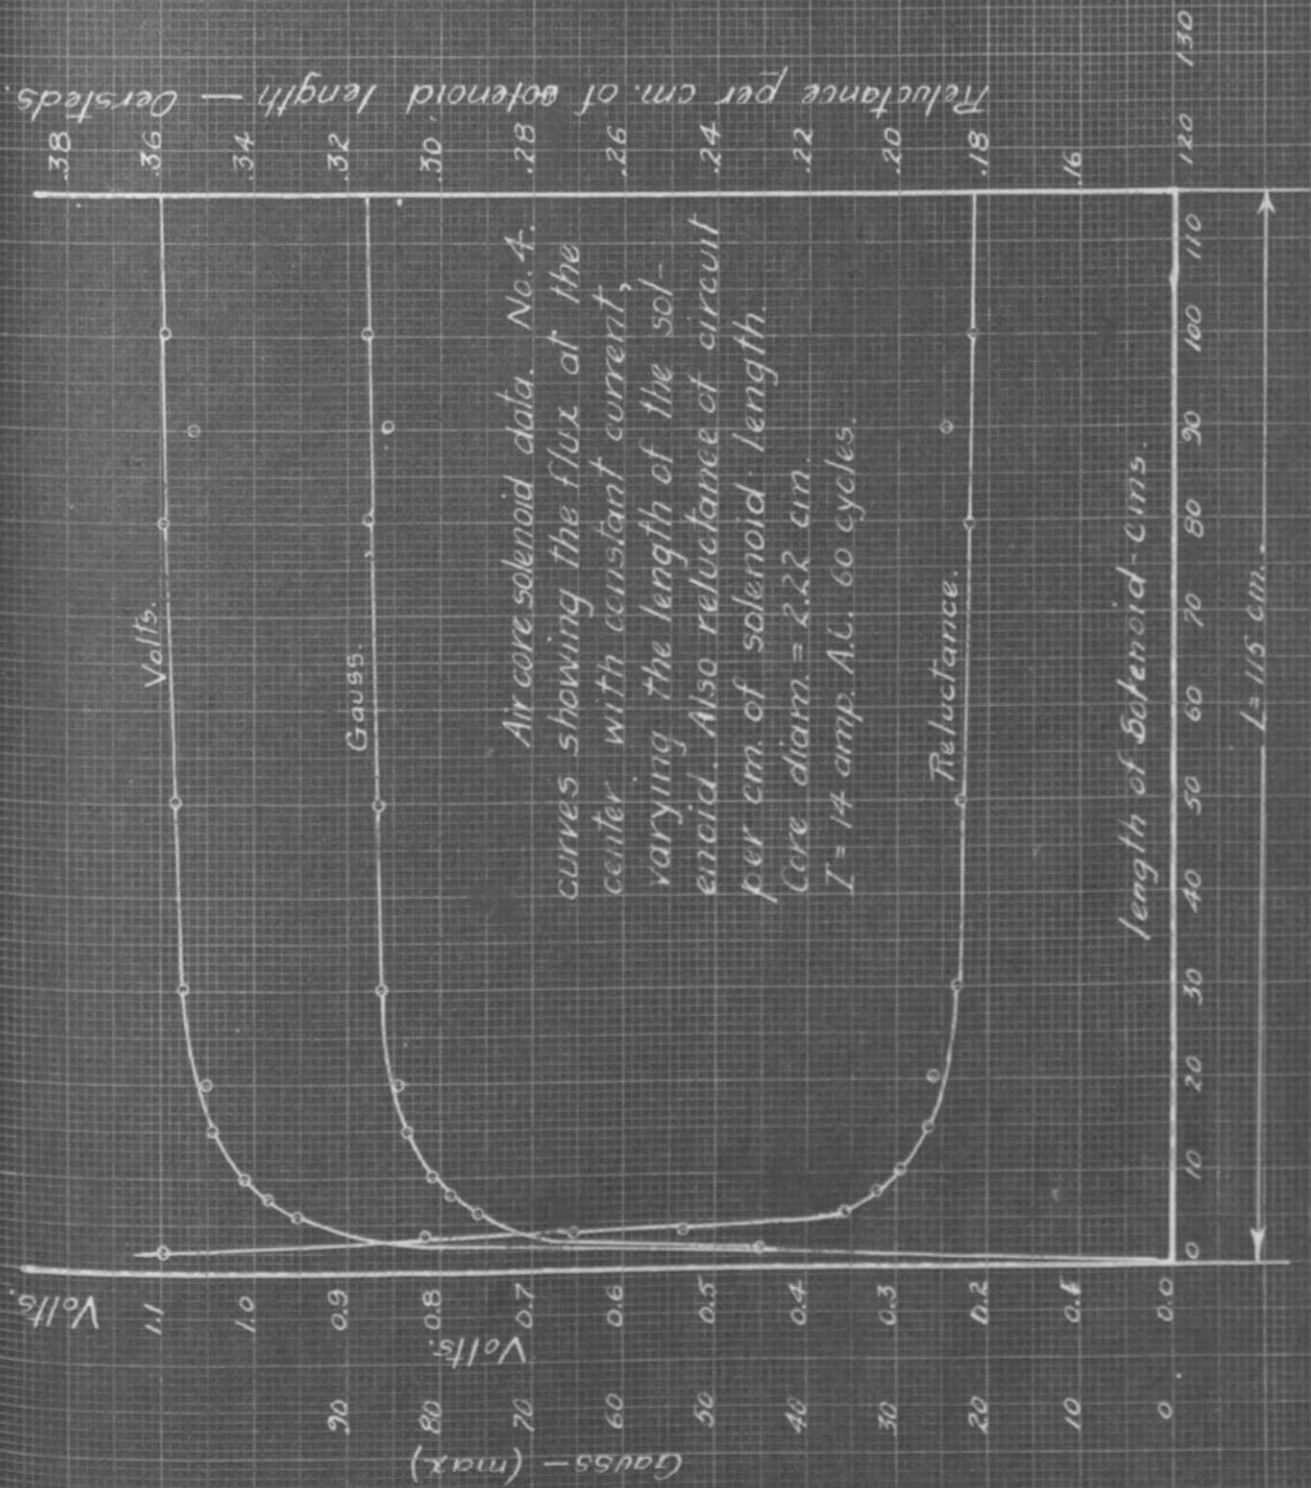 Reluctance per cm. of solenoid length — Oersteds.
.38 .36 .34 .32 .30 .28 .26 .24 .22 .20 .18 .16
Volts.
Gauss.
Air core solenoid data. No. 4.
curves showing the flux at the
center with constant current,
varying the length of the sol-
enoid. Also reluctance of circuit
per cm. of solenoid length.
Core diam. = 2.22 cm.
I = 14 amp. A.C. 60 cycles.
Reluctance.
length of Solenoid - cms.
0 10 20 30 40 50 60 70 80 90 100 110 120 130
L = 115 cm.
Volts.
1.1 1.0 0.9 0.8 0.7 0.6 0.5 0.4 0.3 0.2 0.1 0.0
Volts.
90 80 70 60 50 40 30 20 10 0
Gauss — (max)